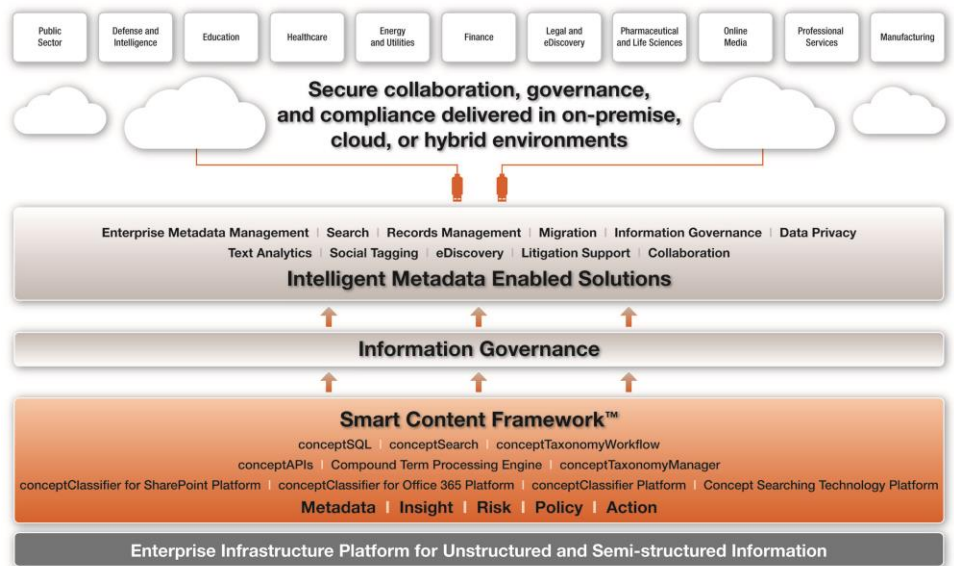 Public
Sector
Defense and
Intelligence
Education
Healthcare
Energy
and Utilities
Finance
Legal and
eDiscovery
Pharmaceutical
and Life Sciences
Online
Media
Professional
Services
Manufacturing
Secure collaboration, governance,
and compliance delivered in on-premise,
cloud, or hybrid environments
Enterprise Metadata Management | Search | Records Management | Migration | Information Governance | Data Privacy
Text Analytics | Social Tagging | eDiscovery | Litigation Support | Collaboration
Intelligent Metadata Enabled Solutions
Information Governance
Smart Content Framework™
conceptSQL | conceptSearch | conceptTaxonomyWorkflow
conceptAPIs | Compound Term Processing Engine | conceptTaxonomyManager
conceptClassifier for SharePoint Platform | conceptClassifier for Office 365 Platform | conceptClassifier Platform | Concept Searching Technology Platform
Metadata | Insight | Risk | Policy | Action
Enterprise Infrastructure Platform for Unstructured and Semi-structured Information